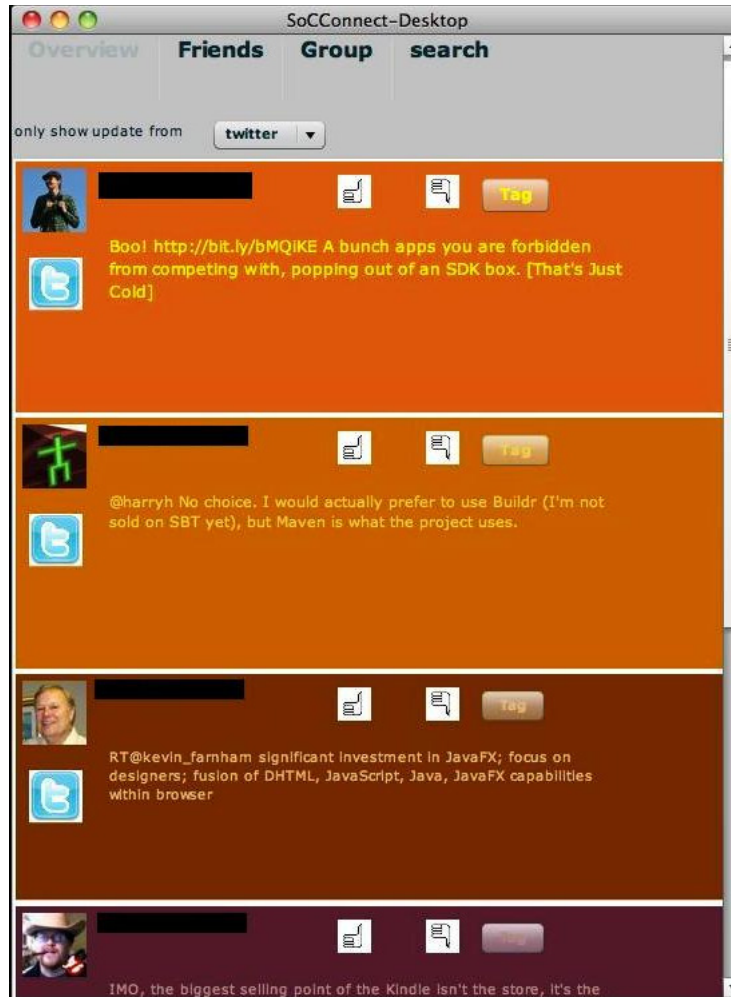 SoCConnect-Desktop
Overview Friends Group search
only show update from twitter
Tag
Boo! http://bit.ly/bMQiKE A bunch apps you are forbidden
from competing with, popping out of an SDK box. [That's Just
Cold]
Tag
@harryh No choice. I would actually prefer to use Buildr (I'm not
sold on SBT yet), but Maven is what the project uses.
Tag
RT@kevin_farnham significant investment in JavaFX; focus on
designers; fusion of DHTML, JavaScript, Java, JavaFX capabilities
within browser
Tag
IMO, the biggest selling point of the Kindle isn't the store, it's the